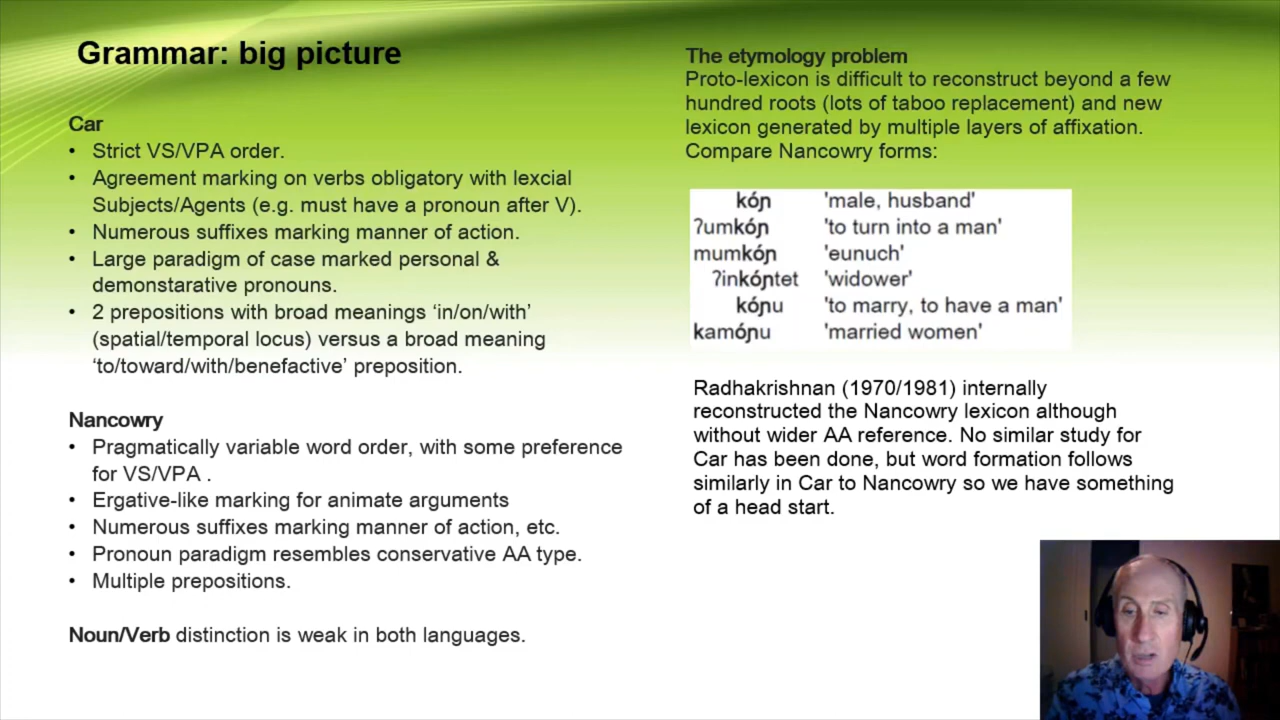 Grammar: big picture
Car
• Strict VS/VPA order.
• Agreement marking on verbs obligatory with lexcial
Subjects/Agents (e.g. must have a pronoun after V).
• Numerous suffixes marking manner of action.
• Large paradigm of case marked personal &
demonstarative pronouns.
• 2 prepositions with broad meanings ‘in/on/with’
(spatial/temporal locus) versus a broad meaning
‘to/toward/with/benefactive’ preposition.
Nancowry
• Pragmatically variable word order, with some preference
for VS/VPA .
• Ergative-like marking for animate arguments
• Numerous suffixes marking manner of action, etc.
• Pronoun paradigm resembles conservative AA type.
• Multiple prepositions.
Noun/Verb distinction is weak in both languages.
The etymology problem
Proto-lexicon is difficult to reconstruct beyond a few
hundred roots (lots of taboo replacement) and new
lexicon generated by multiple layers of affixation.
Compare Nancowry forms:
kóɲ 'male, husband'
ʔumkóɲ 'to turn into a man'
mumkóɲ 'eunuch'
ʔinkóɲtet 'widower'
kóɲu 'to marry, to have a man'
kamóɲu 'married women'
Radhakrishnan (1970/1981) internally
reconstructed the Nancowry lexicon although
without wider AA reference. No similar study for
Car has been done, but word formation follows
similarly in Car to Nancowry so we have something
of a head start.